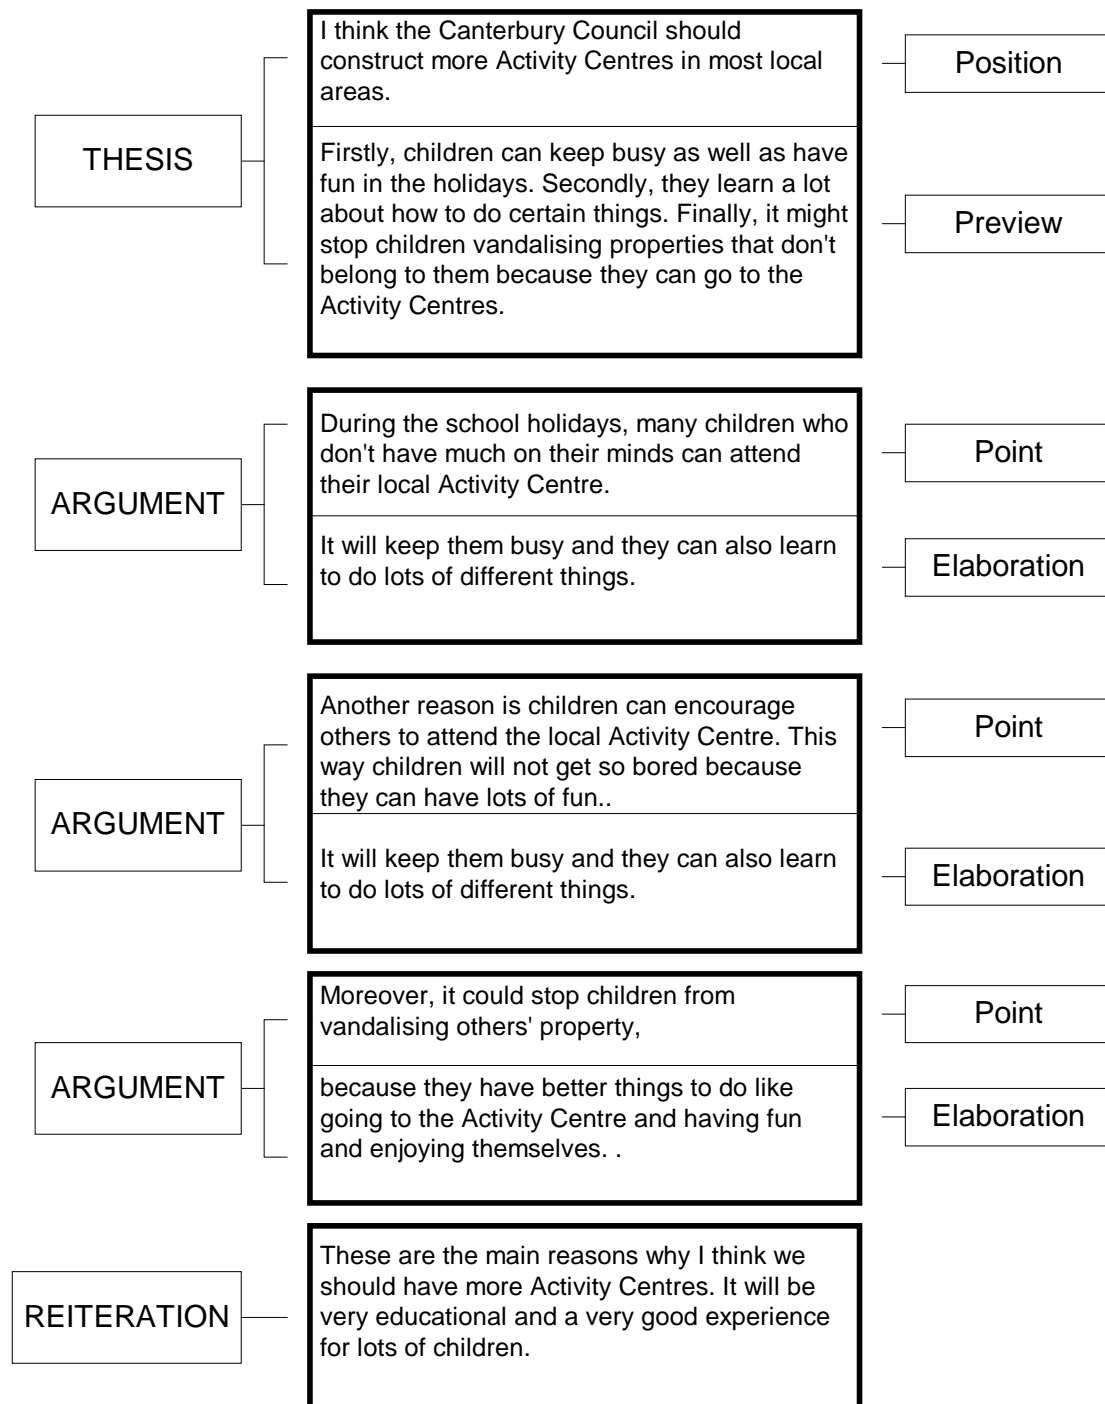 I think the Canterbury Council should
construct more Activity Centres in most local
areas.
Position
THESIS
Firstly, children can keep busy as well as have
fun in the holidays. Secondly, they learn a lot
about how to do certain things. Finally, it might
stop children vandalising properties that don't
belong to them because they can go to the
Activity Centres.
Preview
During the school holidays, many children who
don't have much on their minds can attend
their local Activity Centre.
Point
ARGUMENT
It will keep them busy and they can also learn
to do lots of different things.
Elaboration
Another reason is children can encourage
others to attend the local Activity Centre. This
way children will not get so bored because
they can have lots of fun..
Point
ARGUMENT
It will keep them busy and they can also learn
to do lots of different things.
Elaboration
Moreover, it could stop children from
vandalising others' property,
Point
ARGUMENT
because they have better things to do like
going to the Activity Centre and having fun
and enjoying themselves. .
Elaboration
REITERATION
These are the main reasons why I think we
should have more Activity Centres. It will be
very educational and a very good experience
for lots of children.